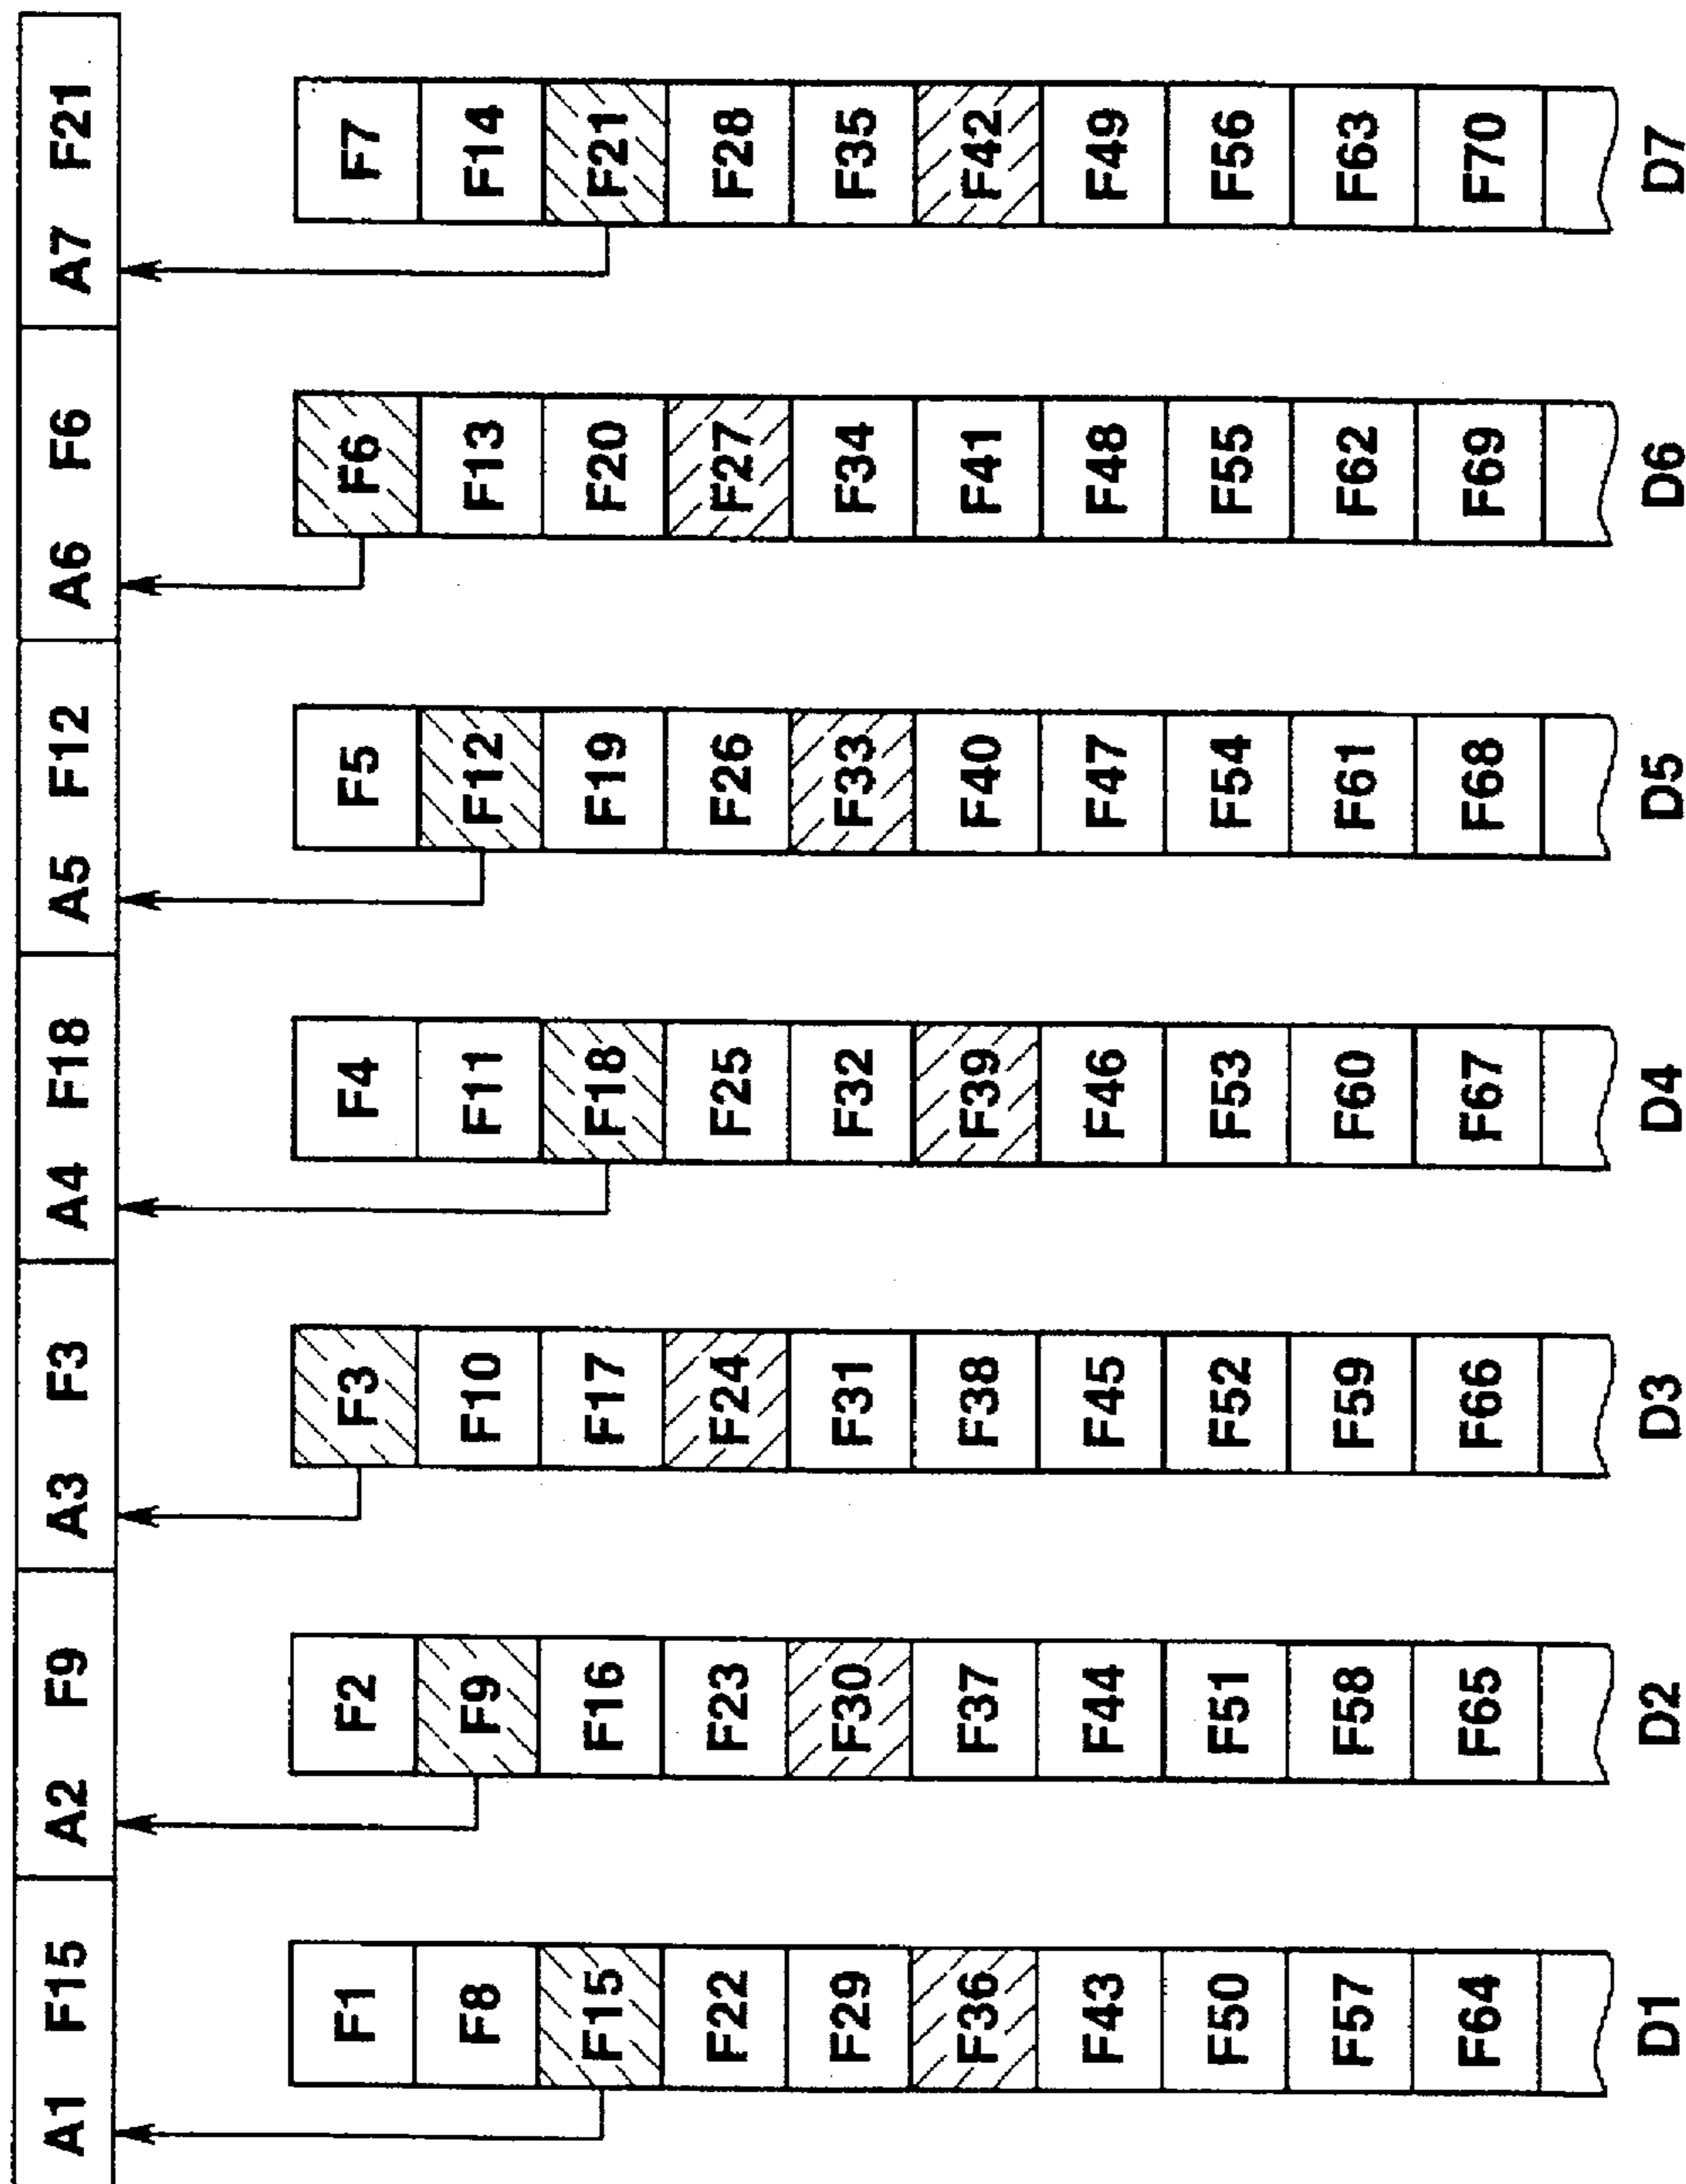 A1 F15 A2 F9 A3 F3 A4 F18 A5 F12 A6 F6 A7 F21
F1 F2 F3 F4 F5 F6 F7
F8 F9 F10 F11 F12 F13 F14
F15 F16 F17 F18 F19 F20 F21
F22 F23 F24 F25 F26 F27 F28
F29 F30 F31 F32 F33 F34 F35
F36 F37 F38 F39 F40 F41 F42
F43 F44 F45 F46 F47 F48 F49
F50 F51 F52 F53 F54 F55 F56
F57 F58 F59 F60 F61 F62 F63
F64 F65 F66 F67 F68 F69 F70
D1 D2 D3 D4 D5 D6 D7